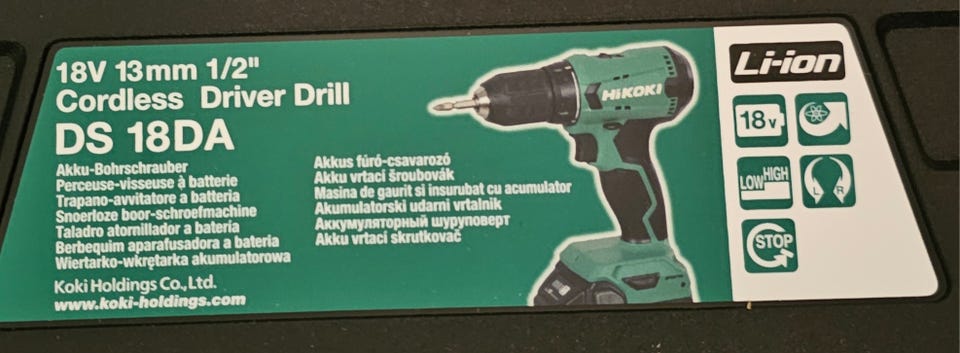 18V 13mm 1/2"
Cordless Driver Drill
DS 18DA
Akku-Bohrschrauber
Perceuse-visseuse à batterie
Trapano-avvitatore a batteria
Snoerloze boor-schroefmachine
Taladro atornillador a batería
Berbequim aparafusadora a bateria
Wiertarko-wkrętarka akumulatorowa
Akkus fúró-csavarozó
Akku vrtací šroubovák
Masina de gaurit si insurubat cu acumulator
Akumulatorski udarni vrtalnik
Аккумуляторный шуруповерт
Akku vrtací skrutkovač
Koki Holdings Co., Ltd.
www.koki-holdings.com
HiKOKI
Li-ion
18v
LOW HIGH
L R
STOP